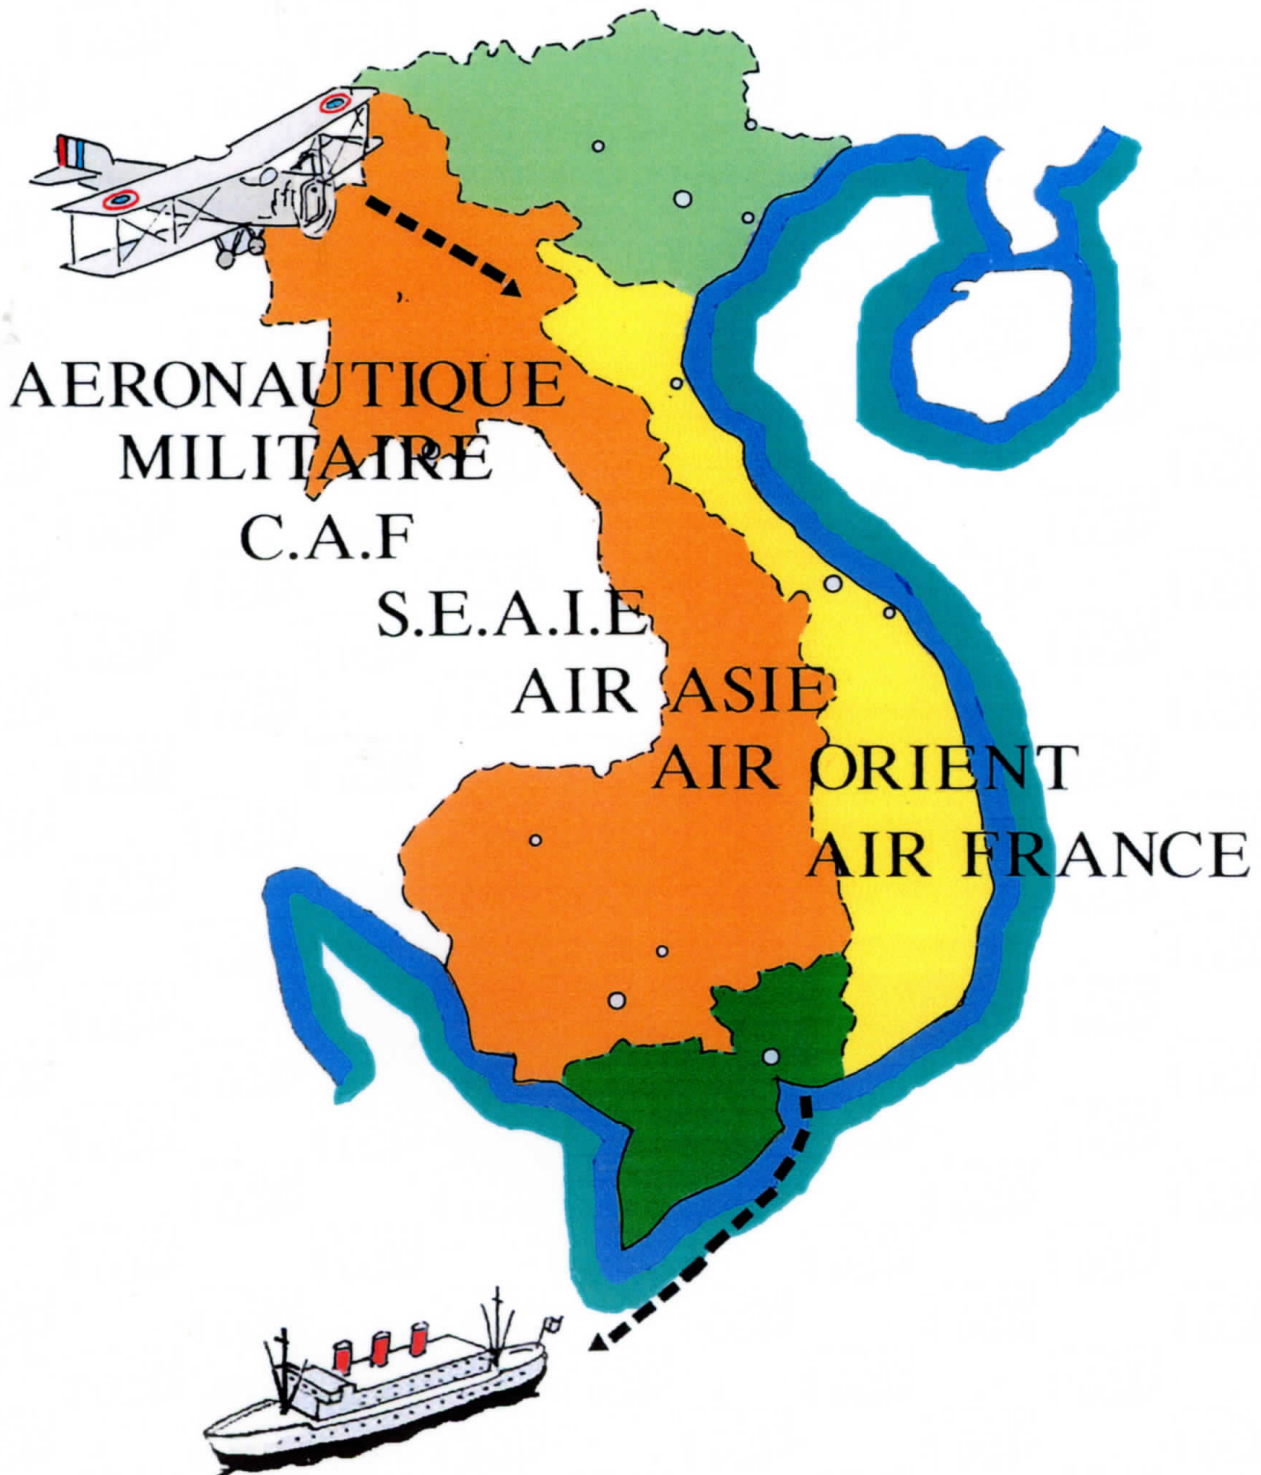 AERONAUTIQUE
MILITAIRE
C.A.F
S.E.A.I.E
AIR ASIE
AIR ORIENT
AIR FRANCE